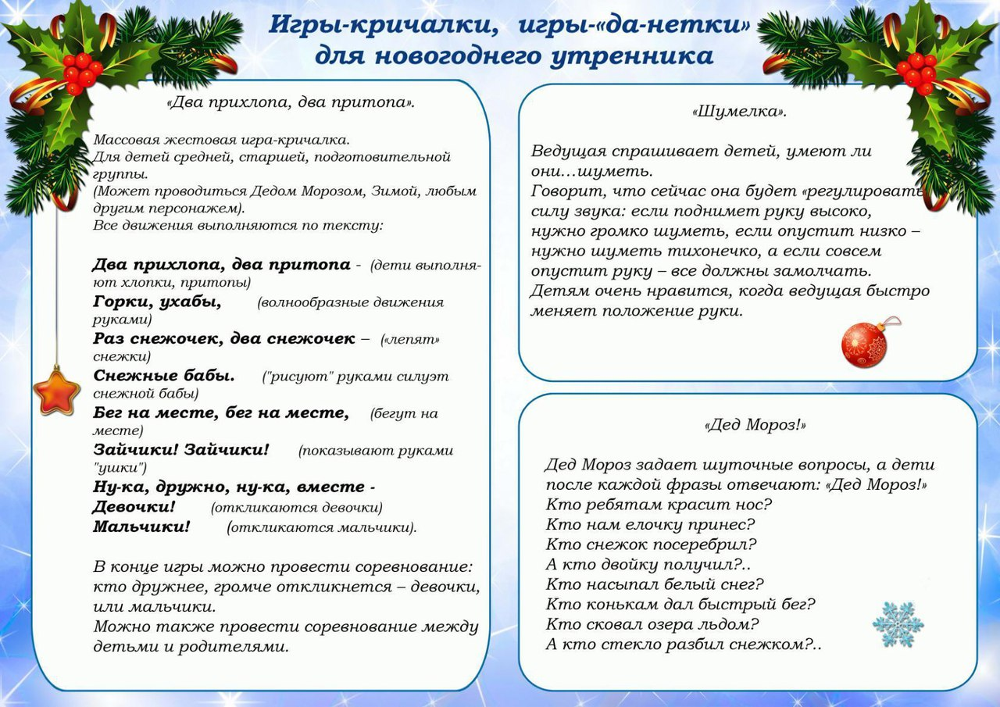 Игры-кричалки, игры-«да-нетки»
для новогоднего утренника
«Два прихлопа, два притопа».
Массовая жестовая игра-кричалка.
Для детей средней, старшей, подготовительной
группы.
(Может проводиться Дедом Морозом, Зимой, любым
другим персонажем).
Все движения выполняются по тексту:
Два прихлопа, два притопа - (дети выполня-
ют хлопки, притопы)
Горки, ухабы, (волнообразные движения
руками)
Раз снежочек, два снежочек – («лепят»
снежки)
Снежные бабы. ("рисуют" руками силуэт
снежной бабы)
Бег на месте, бег на месте, (бегут на
месте)
Зайчики! Зайчики! (показывают руками
"ушки")
Ну-ка, дружно, ну-ка, вместе -
Девочки! (откликаются девочки)
Мальчики! (откликаются мальчики).
В конце игры можно провести соревнование:
кто дружнее, громче откликнется – девочки,
или мальчики.
Можно также провести соревнование между
детьми и родителями.
«Шумелка».
Ведущая спрашивает детей, умеют ли
они...шуметь.
Говорит, что сейчас она будет «регулировать
силу звука: если поднимет руку высоко,
нужно громко шуметь, если опустит низко –
нужно шуметь тихонечко, а если совсем
опустит руку – все должны замолчать.
Детям очень нравится, когда ведущая быстро
меняет положение руки.
«Дед Мороз!»
Дед Мороз задает шуточные вопросы, а дети
после каждой фразы отвечают: «Дед Мороз!»
Кто ребятам красит нос?
Кто нам елочку принес?
Кто снежок посеребрил?
А кто двойку получил?..
Кто насыпал белый снег?
Кто конькам дал быстрый бег?
Кто сковал озера льдом?
А кто стекло разбил снежком?..